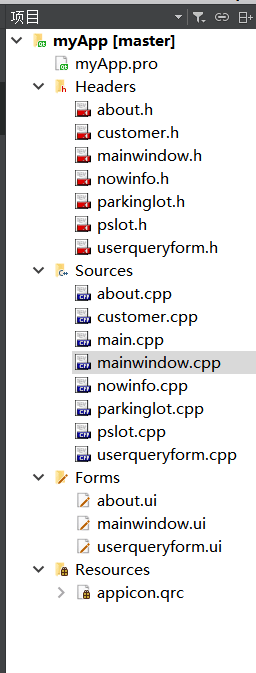 项目
myApp [master]
myApp.pro
Headers
about.h
customer.h
mainwindow.h
nowinfo.h
parkinglot.h
pslot.h
userqueryform.h
Sources
about.cpp
customer.cpp
main.cpp
mainwindow.cpp
nowinfo.cpp
parkinglot.cpp
pslot.cpp
userqueryform.cpp
Forms
about.ui
mainwindow.ui
userqueryform.ui
Resources
appicon.qrc